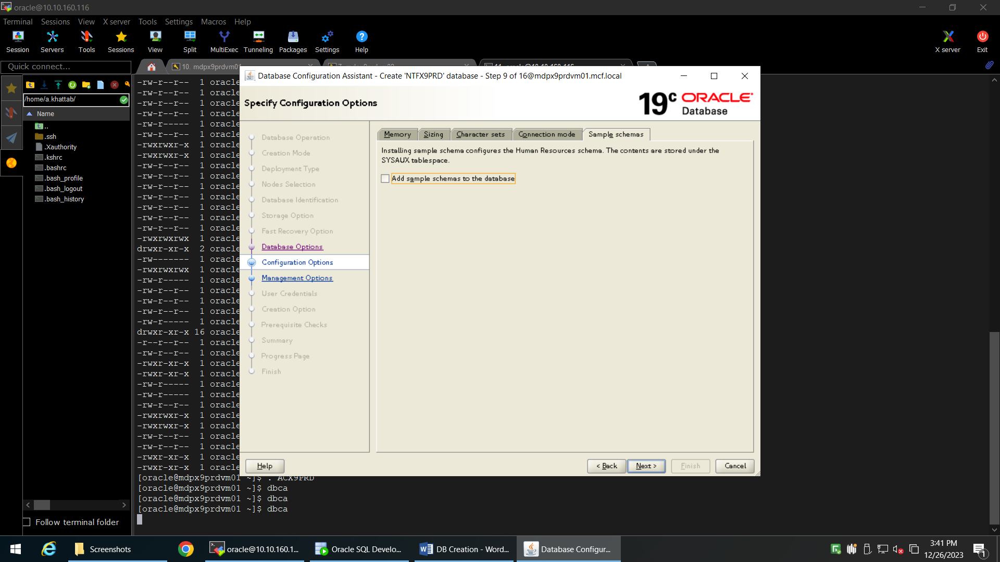 oracle@10.10.160.116
Terminal Sessions View X server Tools Settings Macros Help
Session Servers Tools Sessions View Split MultiExec Tunneling Packages Settings Help X server Exit
Quick connect...
10. mdpx9prdvm01
/home/a.khattab/
Name
..
.ssh
.Xauthority
.kshrc
.bashrc
.bash_profile
.bash_logout
.bash_history
Follow terminal folder
-rw-r--r-- 1 oracle
-rw-r--r-- 1 oracle
-rw-r--r-- 1 oracle
-rw-r--r-- 1 oracle
-rw-r----- 1 oracle
-rw-r--r-- 1 oracle
-rwxrwxr-x 1 oracle
-rwxrwxr-x 1 oracle
-rw-r--r-- 1 oracle
-rw-r--r-- 1 oracle
-rw-r--r-- 1 oracle
-rw-r--r-- 1 oracle
-rw-r--r-- 1 oracle
-rw-r--r-- 1 oracle
-rw-r--r-- 1 oracle
-rwxrwxrwx 1 oracle
drwxr-xr-x 2 oracle
-rw------- 1 oracle
-rwxrwxrwx 1 oracle
-rw-r----- 1 oracle
-rw-r--r-- 1 oracle
-rw-r--r-- 1 oracle
-rw-r--r-- 1 oracle
-rw-r----- 1 oracle
drwxr-xr-x 16 oracle
-r--r--r-- 1 oracle
-rw-r--r-- 1 oracle
-rwxr-xr-x 1 oracle
-rwxr-xr-x 1 oracle
-rw-r----- 1 oracle
-rw-r----- 1 oracle
-rw-r--r-- 1 oracle
-rwxrwxr-x 1 oracle
-rwxrwxr-x 1 oracle
-rw-r--r-- 1 oracle
-rw-r--r-- 1 oracle
-rwxr-xr-x 1 oracle
-rwxr-xr-x 1 oracle
[oracle@mdpx9prdvm01 ~]$ . ACX9PRD
[oracle@mdpx9prdvm01 ~]$ dbca
[oracle@mdpx9prdvm01 ~]$ dbca
[oracle@mdpx9prdvm01 ~]$ dbca
Database Configuration Assistant - Create 'NTFX9PRD' database - Step 9 of 16@mdpx9prdvm01.mcf.local
Specify Configuration Options
19c ORACLE
Database
Database Operation
Creation Mode
Deployment Type
Nodes Selection
Database Identification
Storage Option
Fast Recovery Option
Database Options
Configuration Options
Management Options
User Credentials
Creation Option
Prerequisite Checks
Summary
Progress Page
Finish
Memory Sizing Character sets Connection mode Sample schemas
Installing sample schema configures the Human Resources schema. The contents are stored under the
SYSAUX tablespace.
Add sample schemas to the database
Help < Back Next > Finish Cancel
Screenshots
oracle@10.10.160.1...
Oracle SQL Develo...
DB Creation - Word...
Database Configur...
3:41 PM
12/26/2023
1